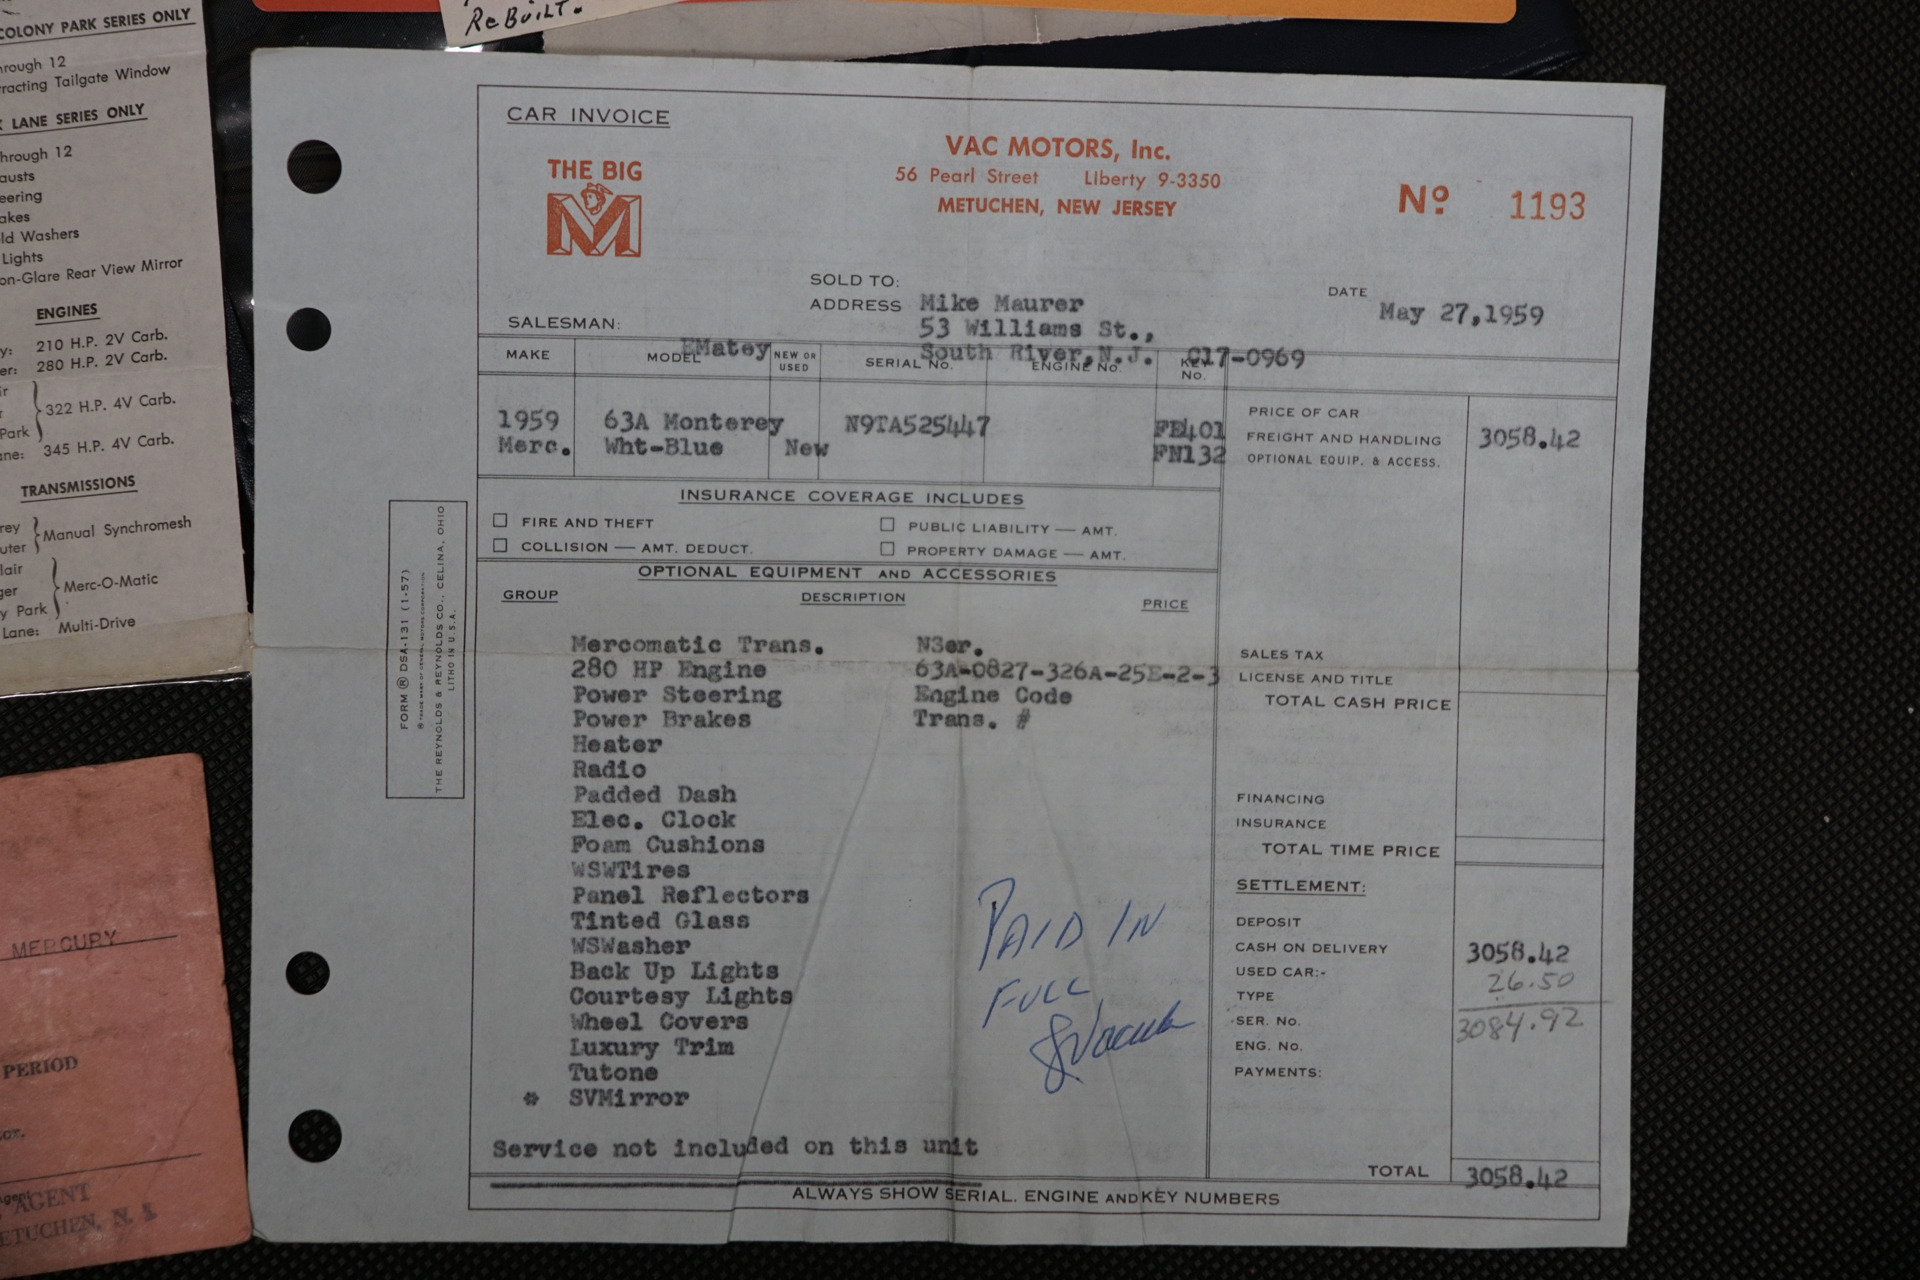 ReBuilt.
COLONY PARK SERIES ONLY
hrough 12
racting Tailgate Window
LANE SERIES ONLY
hrough 12
austs
eering
akes
ld Washers
Lights
on-Glare Rear View Mirror
ENGINES
y: 210 H.P. 2V Carb.
er: 280 H.P. 2V Carb.
ir
r
Park
322 H.P. 4V Carb.
ane: 345 H.P. 4V Carb.
TRANSMISSIONS
rey
uter
Manual Synchromesh
lair
ger
y Park
Merc-O-Matic
Lane: Multi-Drive
MERCURY
PERIOD
AGENT
ETUCHEN, N. J.
CAR INVOICE
THE BIG
M
VAC MOTORS, Inc.
56 Pearl Street LIberty 9-3350
METUCHEN, NEW JERSEY
No. 1193
SOLD TO:
ADDRESS Mike Maurer
53 Williams St.,
South River,N.J. C17-0969
DATE May 27,1959
SALESMAN:
EMatey
MAKE MODEL NEW OR USED SERIAL NO. ENGINE NO. KEY NO.
1959 63A Monterey N9TA525447 FE401
Merc. Wht-Blue New FN132
PRICE OF CAR
FREIGHT AND HANDLING 3058.42
OPTIONAL EQUIP. & ACCESS.
INSURANCE COVERAGE INCLUDES
FIRE AND THEFT PUBLIC LIABILITY — AMT.
COLLISION — AMT. DEDUCT. PROPERTY DAMAGE — AMT.
OPTIONAL EQUIPMENT AND ACCESSORIES
GROUP DESCRIPTION PRICE
Mercomatic Trans. N3er.
280 HP Engine 63A-0827-326A-25E-2-3
Power Steering Engine Code
Power Brakes Trans. #
Heater
Radio
Padded Dash
Elec. Clock
Foam Cushions
WSWTires
Panel Reflectors
Tinted Glass
WSWasher
Back Up Lights
Courtesy Lights
Wheel Covers
Luxury Trim
Tutone
* SVMirror
Service not included on this unit
PAID IN
FULL
SALES TAX
LICENSE AND TITLE
TOTAL CASH PRICE
FINANCING
INSURANCE
TOTAL TIME PRICE
SETTLEMENT:
DEPOSIT
CASH ON DELIVERY 3058.42
USED CAR:- 26.50
TYPE
SER. NO. 3084.92
ENG. NO.
PAYMENTS:
TOTAL 3058.42
ALWAYS SHOW SERIAL, ENGINE AND KEY NUMBERS
FORM ® DSA-131 (1-57)
THE REYNOLDS & REYNOLDS CO., CELINA, OHIO
LITHO IN U.S.A.